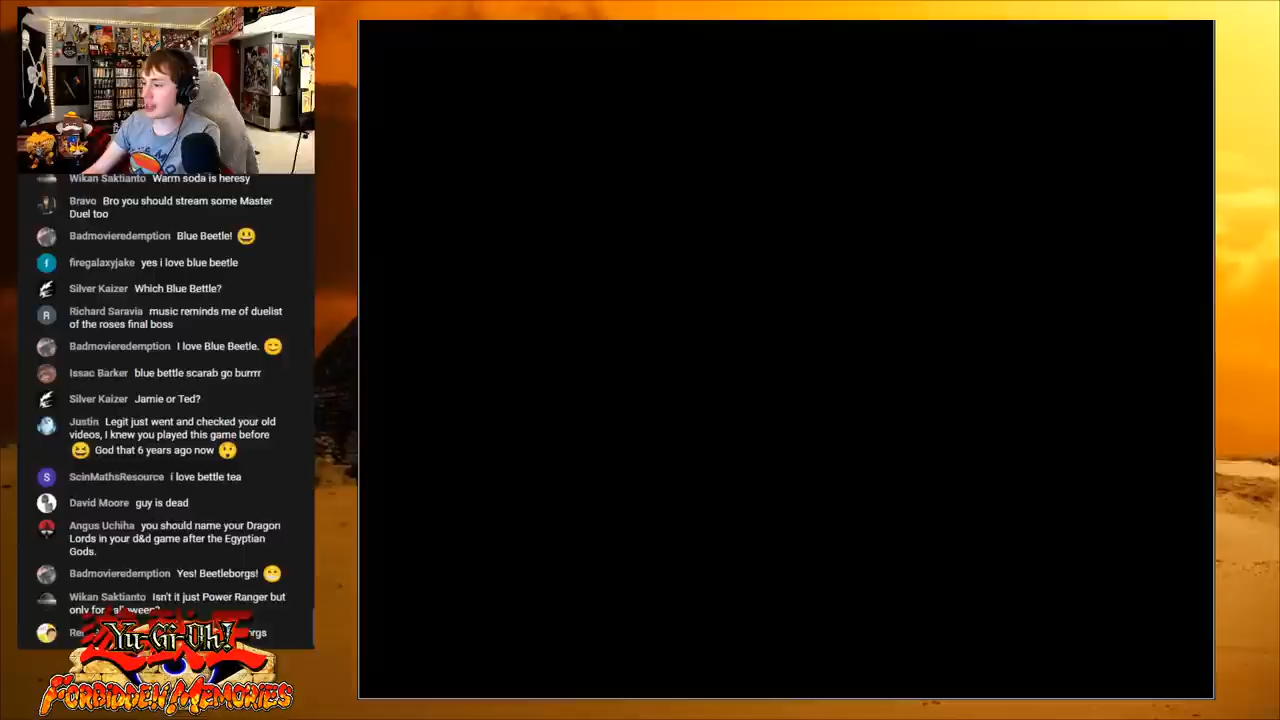 Wikan Saktianto Warm soda is heresy
Bravo Bro you should stream some Master
Duel too
Badmovieredemption Blue Beetle!
f firegalaxyjake yes i love blue beetle
Silver Kaizer Which Blue Bettle?
R Richard Saravia music reminds me of duelist
of the roses final boss
Badmovieredemption I love Blue Beetle.
Issac Barker blue bettle scarab go burrrr
Silver Kaizer Jamie or Ted?
Justin Legit just went and checked your old
videos, I knew you played this game before
God that 6 years ago now
S ScinMathsResource i love bettle tea
David Moore guy is dead
Angus Uchiha you should name your Dragon
Lords in your d&d game after the Egyptian
Gods.
Badmovieredemption Yes! Beetleborgs!
Wikan Saktianto Isn't it just Power Ranger but
only for
Yu-Gi-Oh!
Forbidden Memories